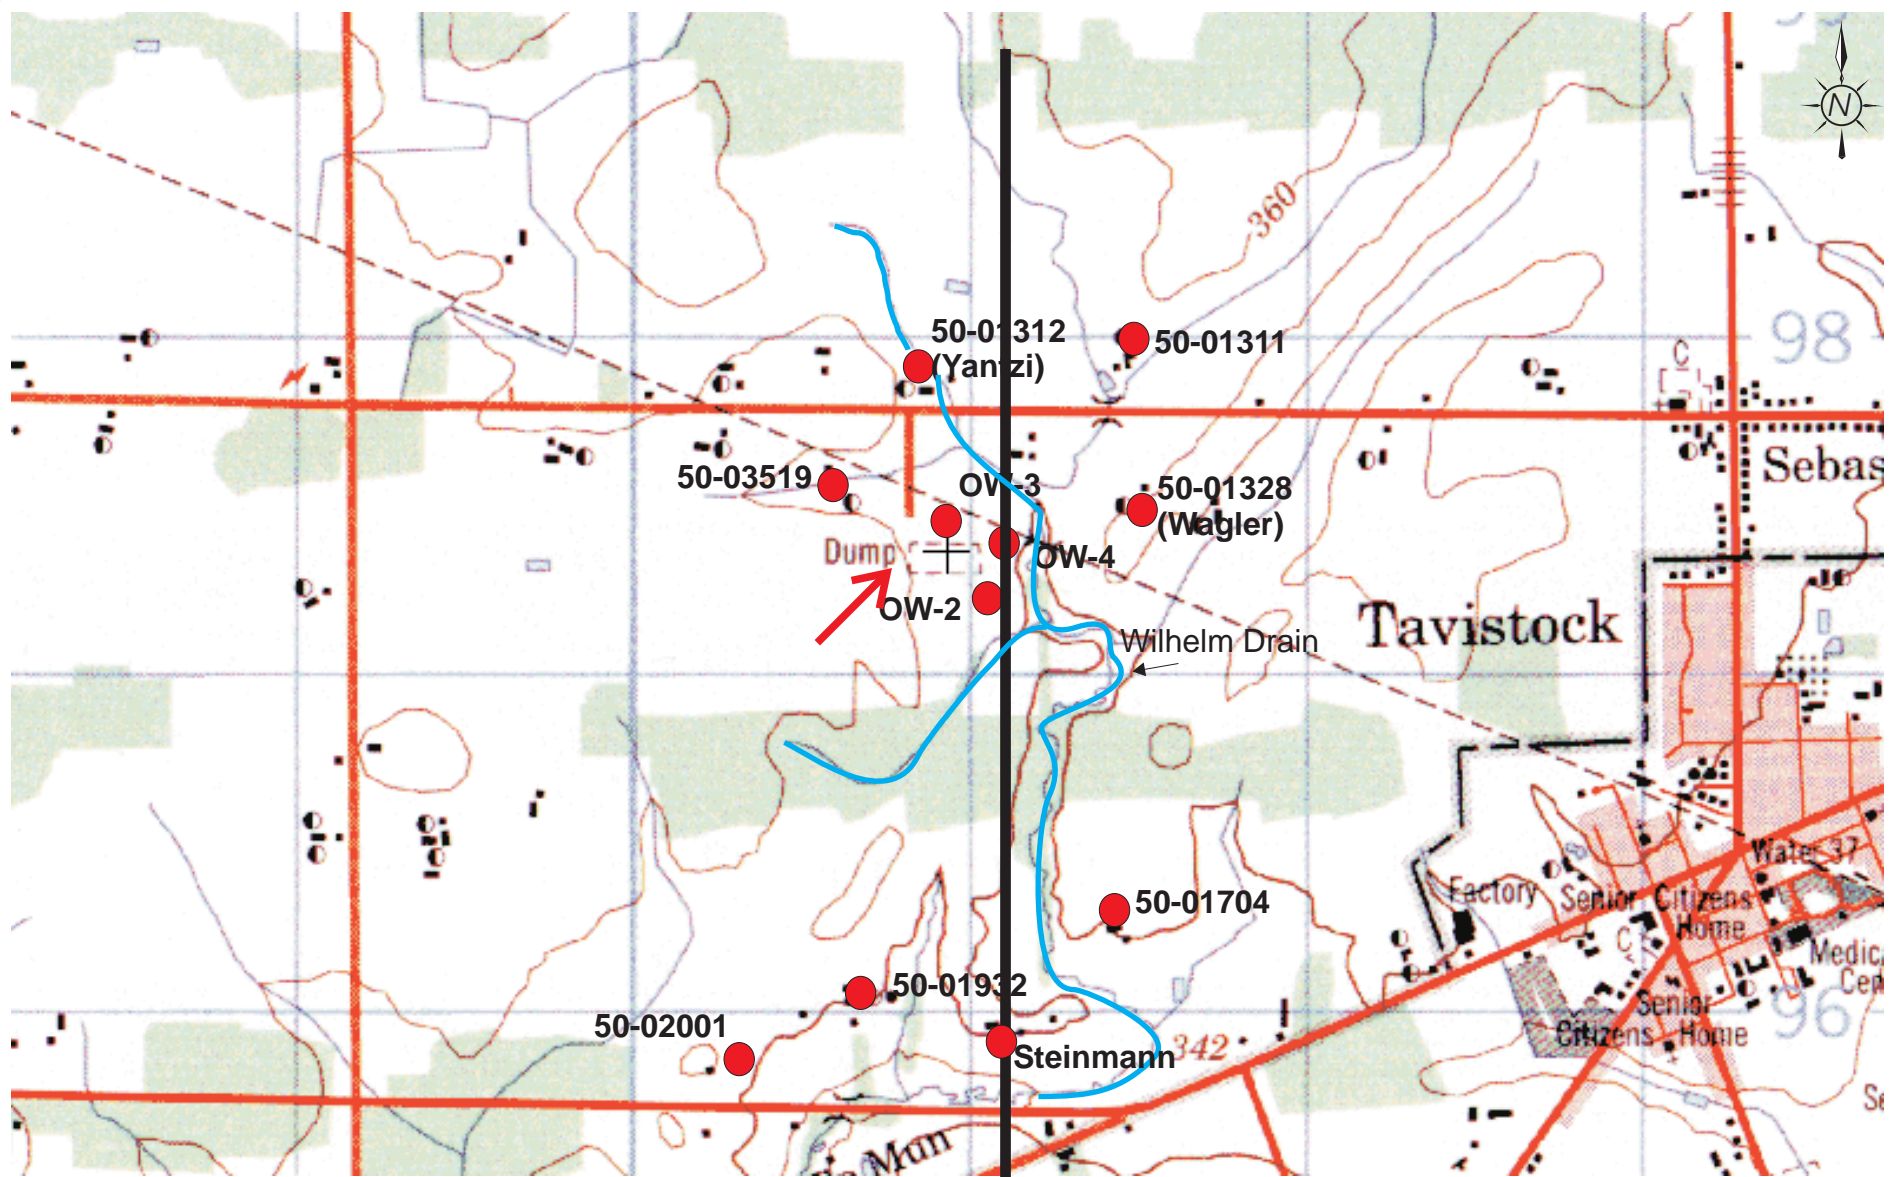 N
360
98
50-01312
(Yantzi)
50-01311
C
50-03519
OW-3
50-01328
(Wagler)
Sebas
Dump
OW-4
OW-2
Tavistock
Wilhelm Drain
Water 37
Factory
Senior Citizens
Home
C
50-01704
Medic
Cen
50-01932
Senior
Citizens Home
96
50-02001
342
Steinmann
Mun